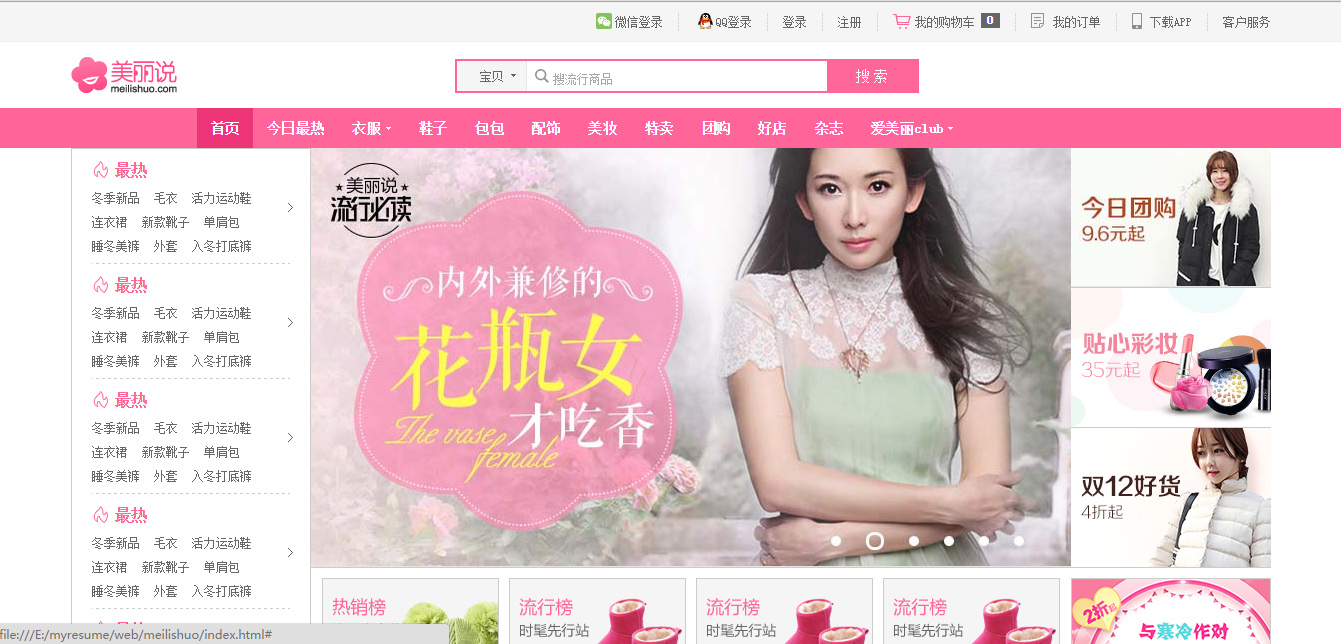 微信登录 QQ登录 登录 注册 我的购物车 0 我的订单 下载APP 客户服务
美丽说
meilishuo.com
宝贝 搜流行商品 搜 索
首页 今日最热 衣服 鞋子 包包 配饰 美妆 特卖 团购 好店 杂志 爱美丽club
最热
冬季新品 毛衣 活力运动鞋
连衣裙 新款靴子 单肩包
睡冬美裤 外套 入冬打底裤
最热
冬季新品 毛衣 活力运动鞋
连衣裙 新款靴子 单肩包
睡冬美裤 外套 入冬打底裤
最热
冬季新品 毛衣 活力运动鞋
连衣裙 新款靴子 单肩包
睡冬美裤 外套 入冬打底裤
最热
冬季新品 毛衣 活力运动鞋
连衣裙 新款靴子 单肩包
睡冬美裤 外套 入冬打底裤
美丽说
流行必读
内外兼修的
花瓶女
才吃香
The vase
female
今日团购
9.6元起
贴心彩妆
35元起
双12好货
4折起
热销榜
流行榜
时髦先行站
流行榜
时髦先行站
流行榜
时髦先行站
2折起
与寒冷作对
file:///E:/myresume/web/meilishuo/index.html#